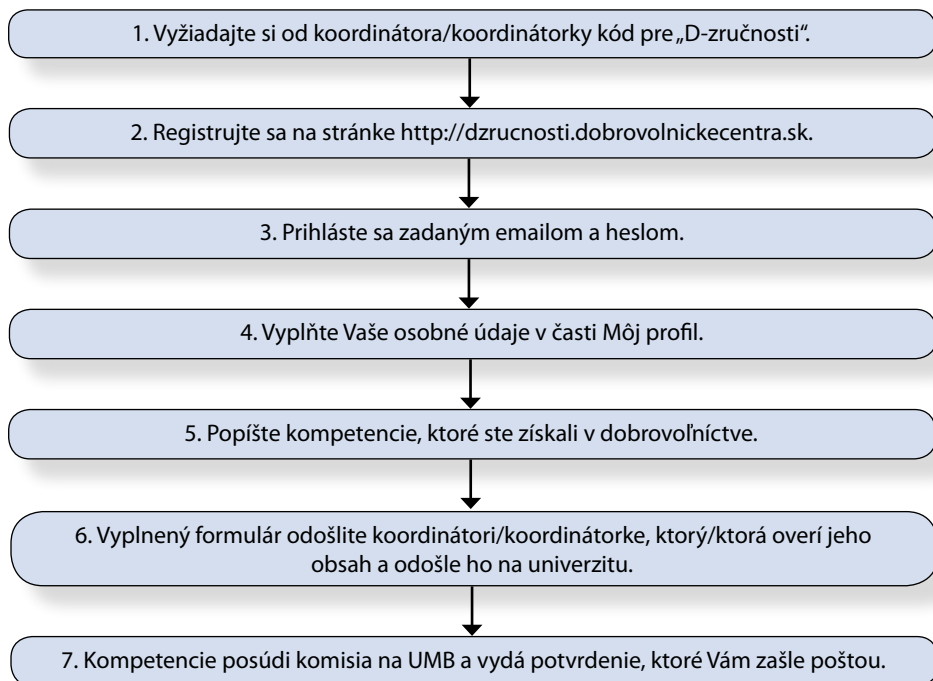 1. Vyžiadajte si od koordinátora/koordinátorky kód pre „D-zručnosti“.
2. Registrujte sa na stránke http://dzrucnosti.dobrovolnickecentra.sk.
3. Prihláste sa zadaným emailom a heslom.
4. Vyplňte Vaše osobné údaje v časti Môj profil.
5. Popíšte kompetencie, ktoré ste získali v dobrovoľníctve.
6. Vyplnený formulár odošlite koordinátori/koordinátorke, ktorý/ktorá overí jeho
obsah a odošle ho na univerzitu.
7. Kompetencie posúdi komisia na UMB a vydá potvrdenie, ktoré Vám zašle poštou.